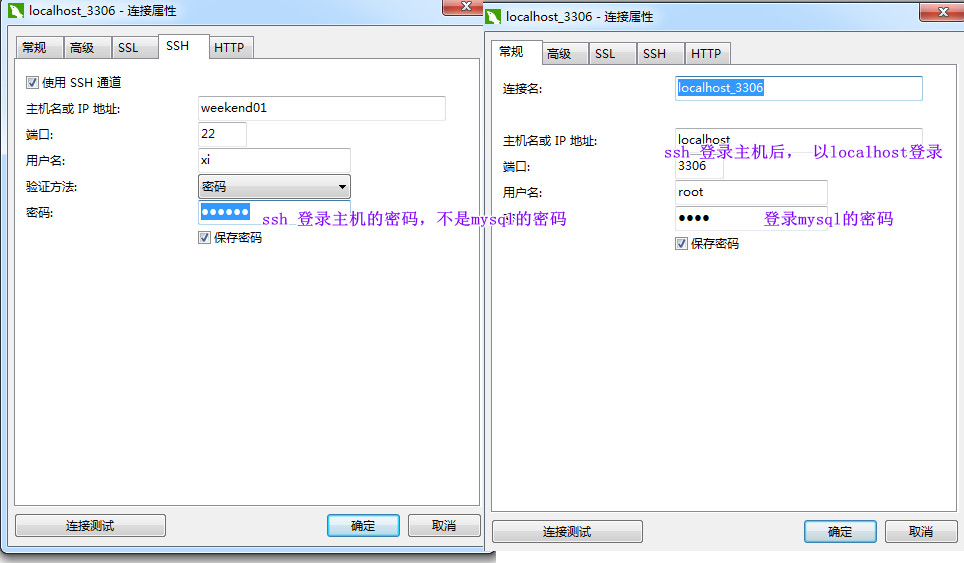 localhost_3306 - 连接属性
常规 高级 SSL SSH HTTP
使用 SSH 通道
主机名或 IP 地址: weekend01
端口: 22
用户名: xi
验证方法: 密码
密码: ●●●●●● ssh 登录主机的密码，不是mysql的密码
保存密码
连接测试 确定 取消
localhost_3306 - 连接属性
常规 高级 SSL SSH HTTP
连接名: localhost_3306
主机名或 IP 地址: localhost
ssh 登录主机后， 以localhost登录
端口: 3306
用户名: root
●●●● 登录mysql的密码
保存密码
连接测试 确定 取消